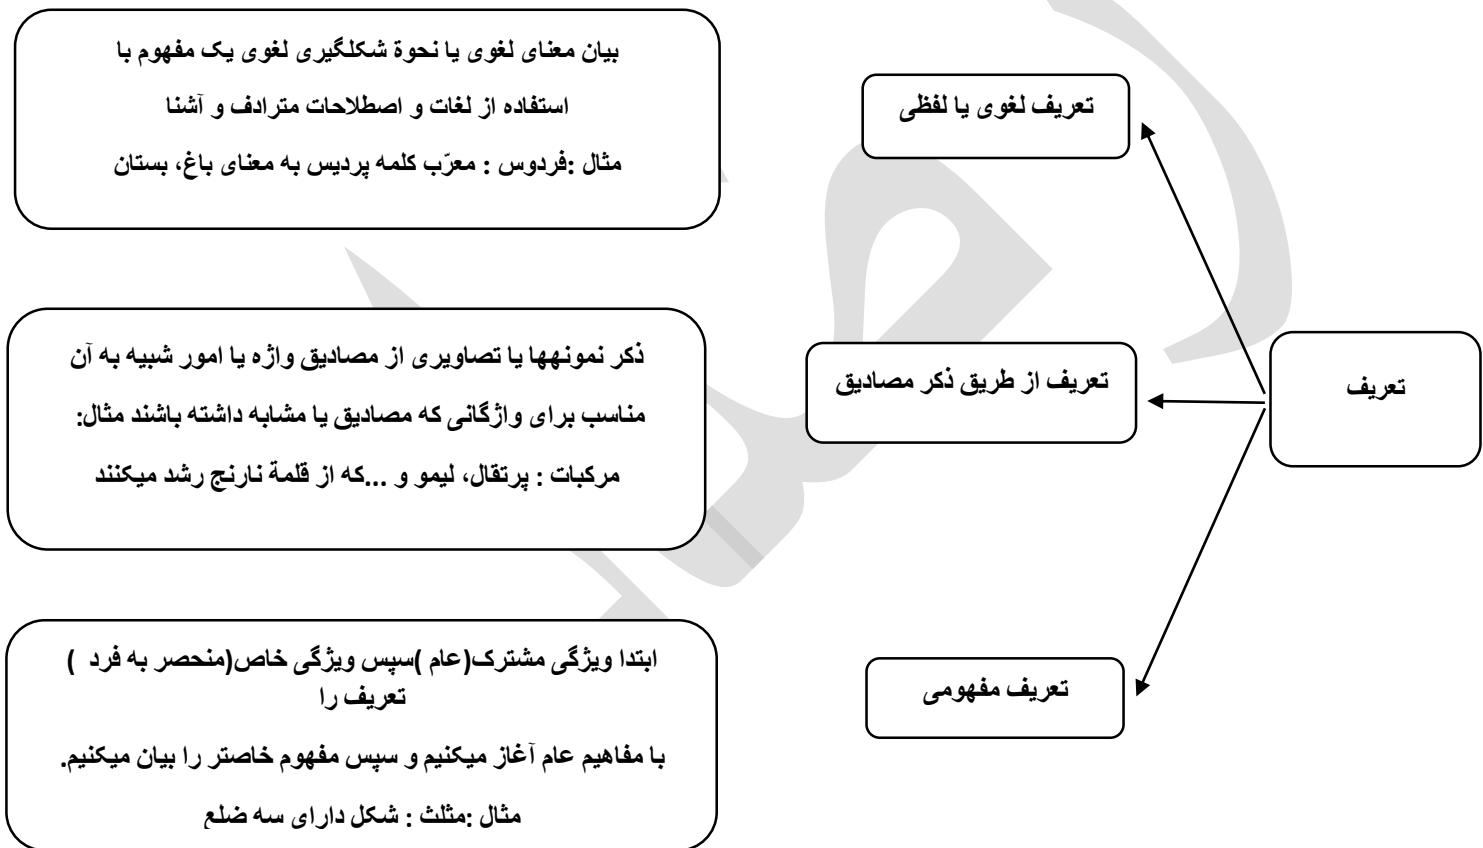 تعریف
تعریف لغوی یا لفظی
بیان معنای لغوی یا نحوة شکلگیری لغوی یک مفهوم با
استفاده از لغات و اصطلاحات مترادف و آشنا
مثال :فردوس : معرّب کلمه پردیس به معنای باغ، بستان
تعریف از طریق ذکر مصادیق
ذکر نمونهها یا تصاویری از مصادیق واژه یا امور شبیه به آن
مناسب برای واژگانی که مصادیق یا مشابه داشته باشند مثال:
مرکبات : پرتقال، لیمو و ...که از قلمة نارنج رشد میکنند
تعریف مفهومی
ابتدا ویژگی مشترک(عام )سپس ویژگی خاص(منحصر به فرد )
تعریف را
با مفاهیم عام آغاز میکنیم و سپس مفهوم خاصتر را بیان میکنیم.
مثال :مثلث : شکل دارای سه ضلع